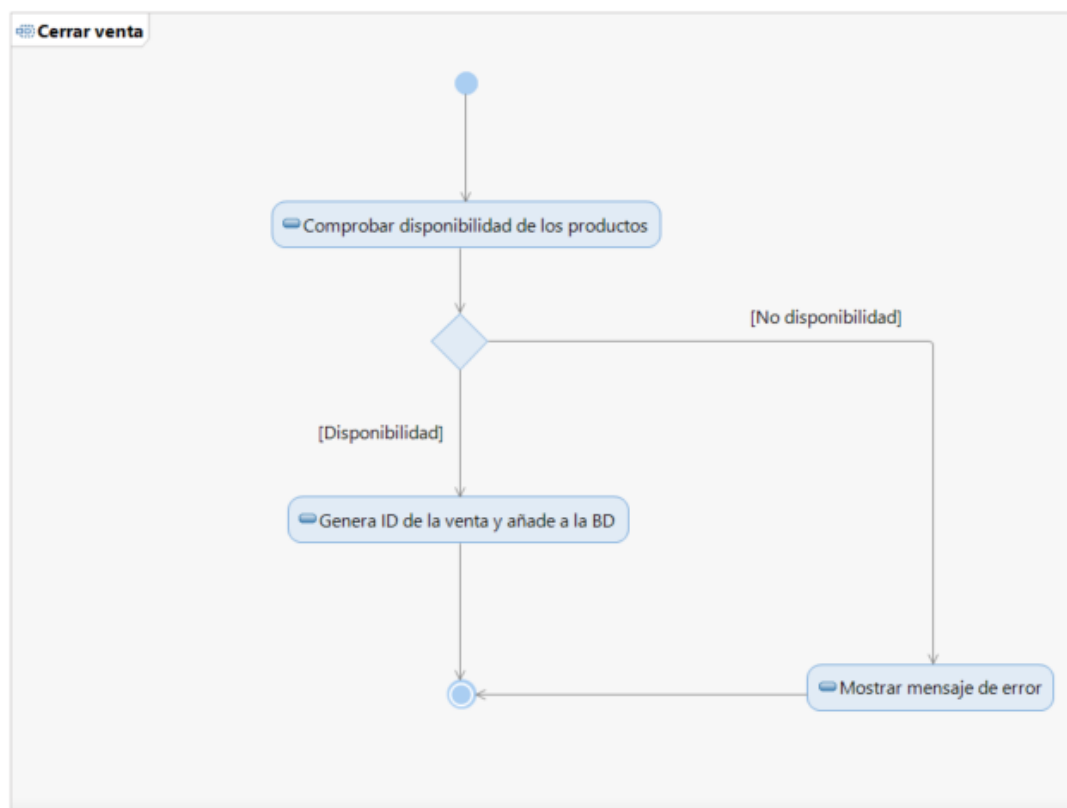 Cerrar venta
Comprobar disponibilidad de los productos
[No disponibilidad]
[Disponibilidad]
Genera ID de la venta y añade a la BD
Mostrar mensaje de error